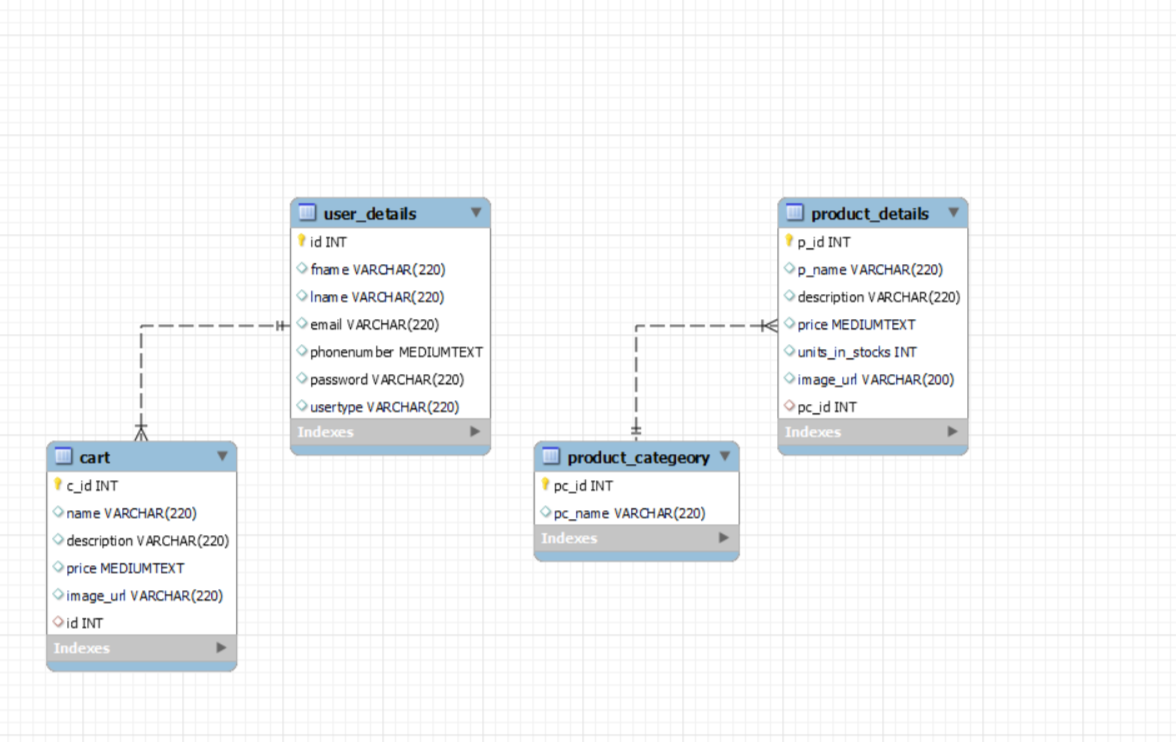 user_details
id INT
fname VARCHAR(220)
lname VARCHAR(220)
email VARCHAR(220)
phonenumber MEDIUMTEXT
password VARCHAR(220)
usertype VARCHAR(220)
Indexes
product_details
p_id INT
p_name VARCHAR(220)
description VARCHAR(220)
price MEDIUMTEXT
units_in_stocks INT
image_url VARCHAR(200)
pc_id INT
Indexes
cart
c_id INT
name VARCHAR(220)
description VARCHAR(220)
price MEDIUMTEXT
image_url VARCHAR(220)
id INT
Indexes
product_categeory
pc_id INT
pc_name VARCHAR(220)
Indexes